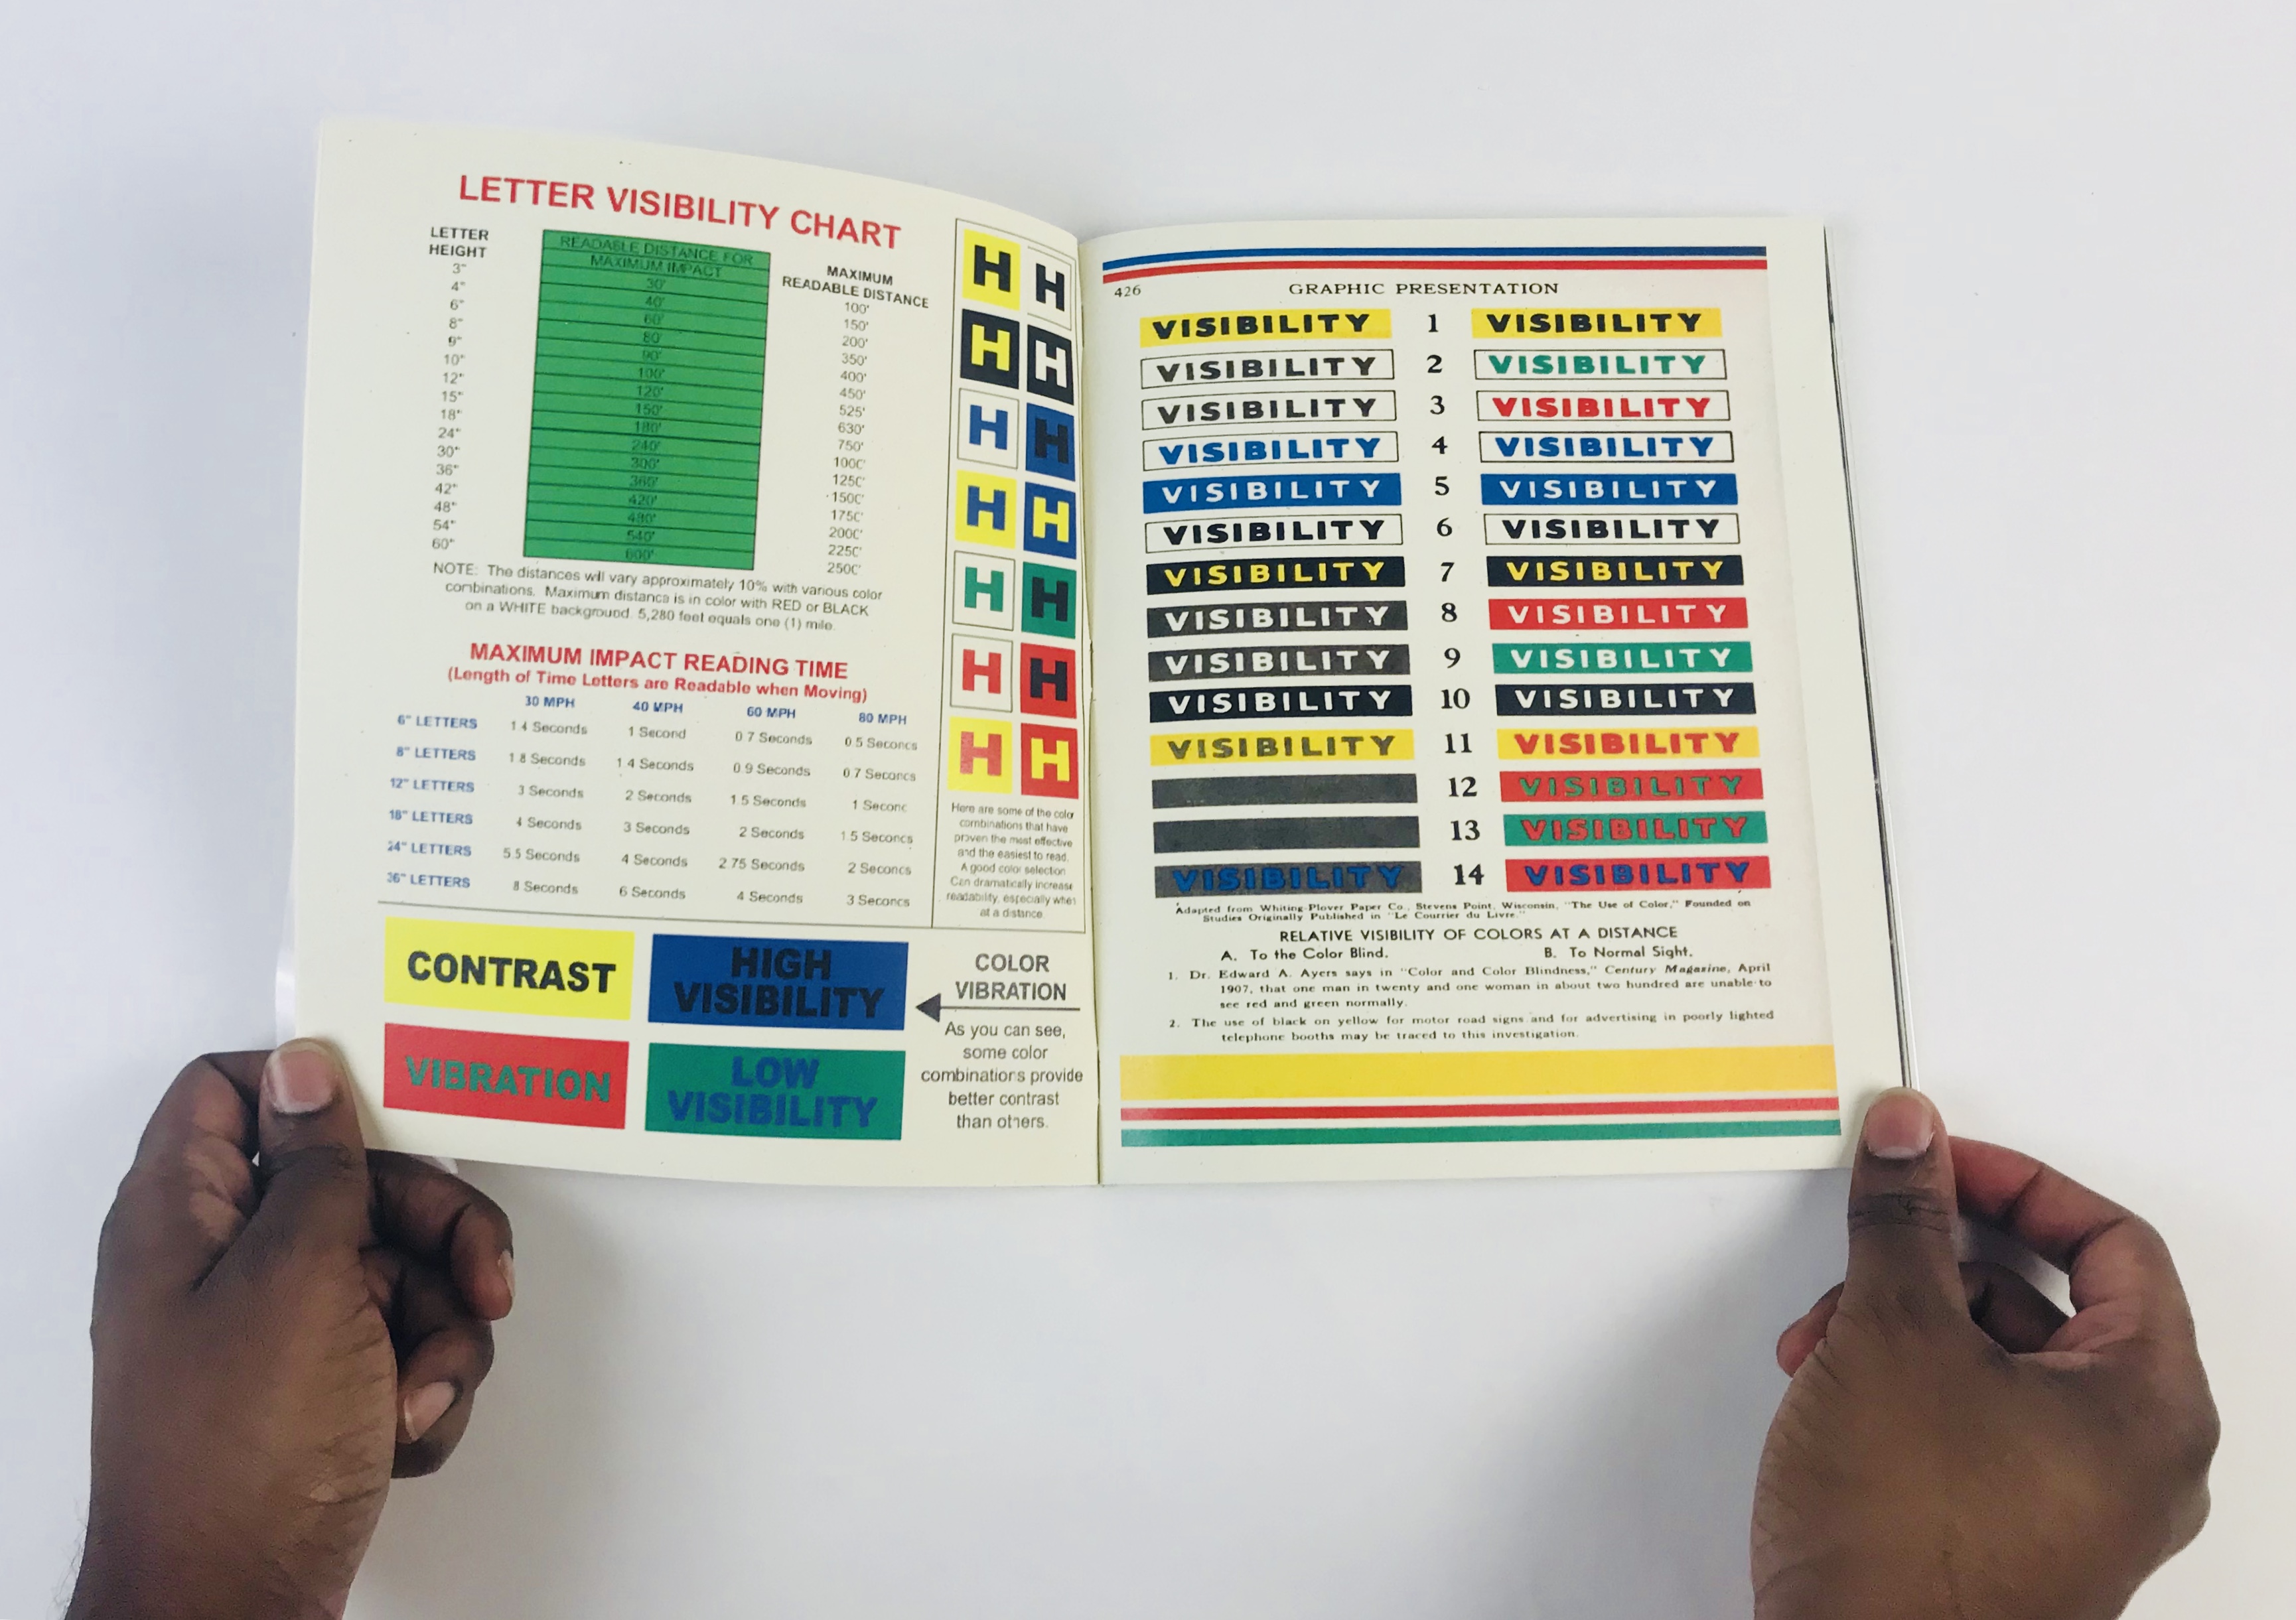 LETTER VISIBILITY CHART
LETTER HEIGHT
READABLE DISTANCE FOR MAXIMUM IMPACT
MAXIMUM READABLE DISTANCE
3" 30' 100'
4" 40' 150'
6" 60' 200'
8" 80' 350'
9" 90' 400'
10" 100' 450'
12" 120' 525'
15" 150' 630'
18" 180' 750'
24" 240' 100C'
30" 300' 125C'
36" 360' 150C'
42" 420' 175C'
48" 480' 200C'
54" 540' 225C'
60" 600' 250C'
NOTE: The distances will vary approximately 10% with various color
combinations. Maximum distance is in color with RED or BLACK
on a WHITE background. 5,280 feet equals one (1) mile.
MAXIMUM IMPACT READING TIME
(Length of Time Letters are Readable when Moving)
30 MPH 40 MPH 60 MPH 80 MPH
6" LETTERS 1 4 Seconds 1 Second 0 7 Seconds 0 5 Seconcs
8" LETTERS 1 8 Seconds 1 4 Seconds 0.9 Seconds 0 7 Seconcs
12" LETTERS 3 Seconds 2 Seconds 1 5 Seconds 1 Seconc
18" LETTERS 4 Seconds 3 Seconds 2 Seconds 1.5 Seconcs
24" LETTERS 5 5 Seconds 4 Seconds 2 75 Seconds 2 Seconcs
36" LETTERS 8 Seconds 6 Seconds 4 Seconds 3 Seconcs
H H
H H
H H
H H
H H
H H
H H
Here are some of the color
combinations that have
proven the most effective
and the easiest to read.
A good color selection
Can dramatically increase
readability, especially when
at a distance.
CONTRAST
HIGH
VISIBILITY
VIBRATION
LOW
VISIBILITY
COLOR
VIBRATION
As you can see,
some color
combinations provide
better contrast
than others.
426
GRAPHIC PRESENTATION
VISIBILITY 1 VISIBILITY
VISIBILITY 2 VISIBILITY
VISIBILITY 3 VISIBILITY
VISIBILITY 4 VISIBILITY
VISIBILITY 5 VISIBILITY
VISIBILITY 6 VISIBILITY
VISIBILITY 7 VISIBILITY
VISIBILITY 8 VISIBILITY
VISIBILITY 9 VISIBILITY
VISIBILITY 10 VISIBILITY
VISIBILITY 11 VISIBILITY
12 VISIBILITY
13 VISIBILITY
VISIBILITY 14 VISIBILITY
Adapted from Whiting-Plover Paper Co., Stevens Point, Wisconsin, "The Use of Color," Founded on
Studies Originally Published in "Le Courrier du Livre."
RELATIVE VISIBILITY OF COLORS AT A DISTANCE
A. To the Color Blind. B. To Normal Sight.
1. Dr. Edward A. Ayers says in "Color and Color Blindness," Century Magazine, April
1907, that one man in twenty and one woman in about two hundred are unable to
see red and green normally.
2. The use of black on yellow for motor road signs and for advertising in poorly lighted
telephone booths may be traced to this investigation.